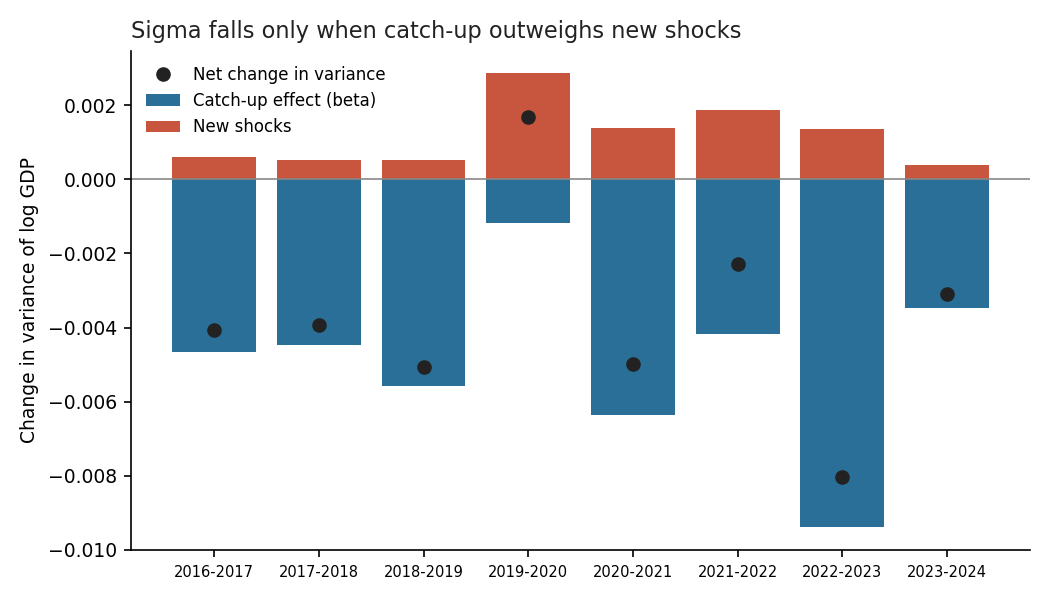 Sigma falls only when catch-up outweighs new shocks
Net change in variance
Catch-up effect (beta)
New shocks
Change in variance of log GDP
0.002
0.000
−0.002
−0.004
−0.006
−0.008
−0.010
2016-2017 2017-2018 2018-2019 2019-2020 2020-2021 2021-2022 2022-2023 2023-2024